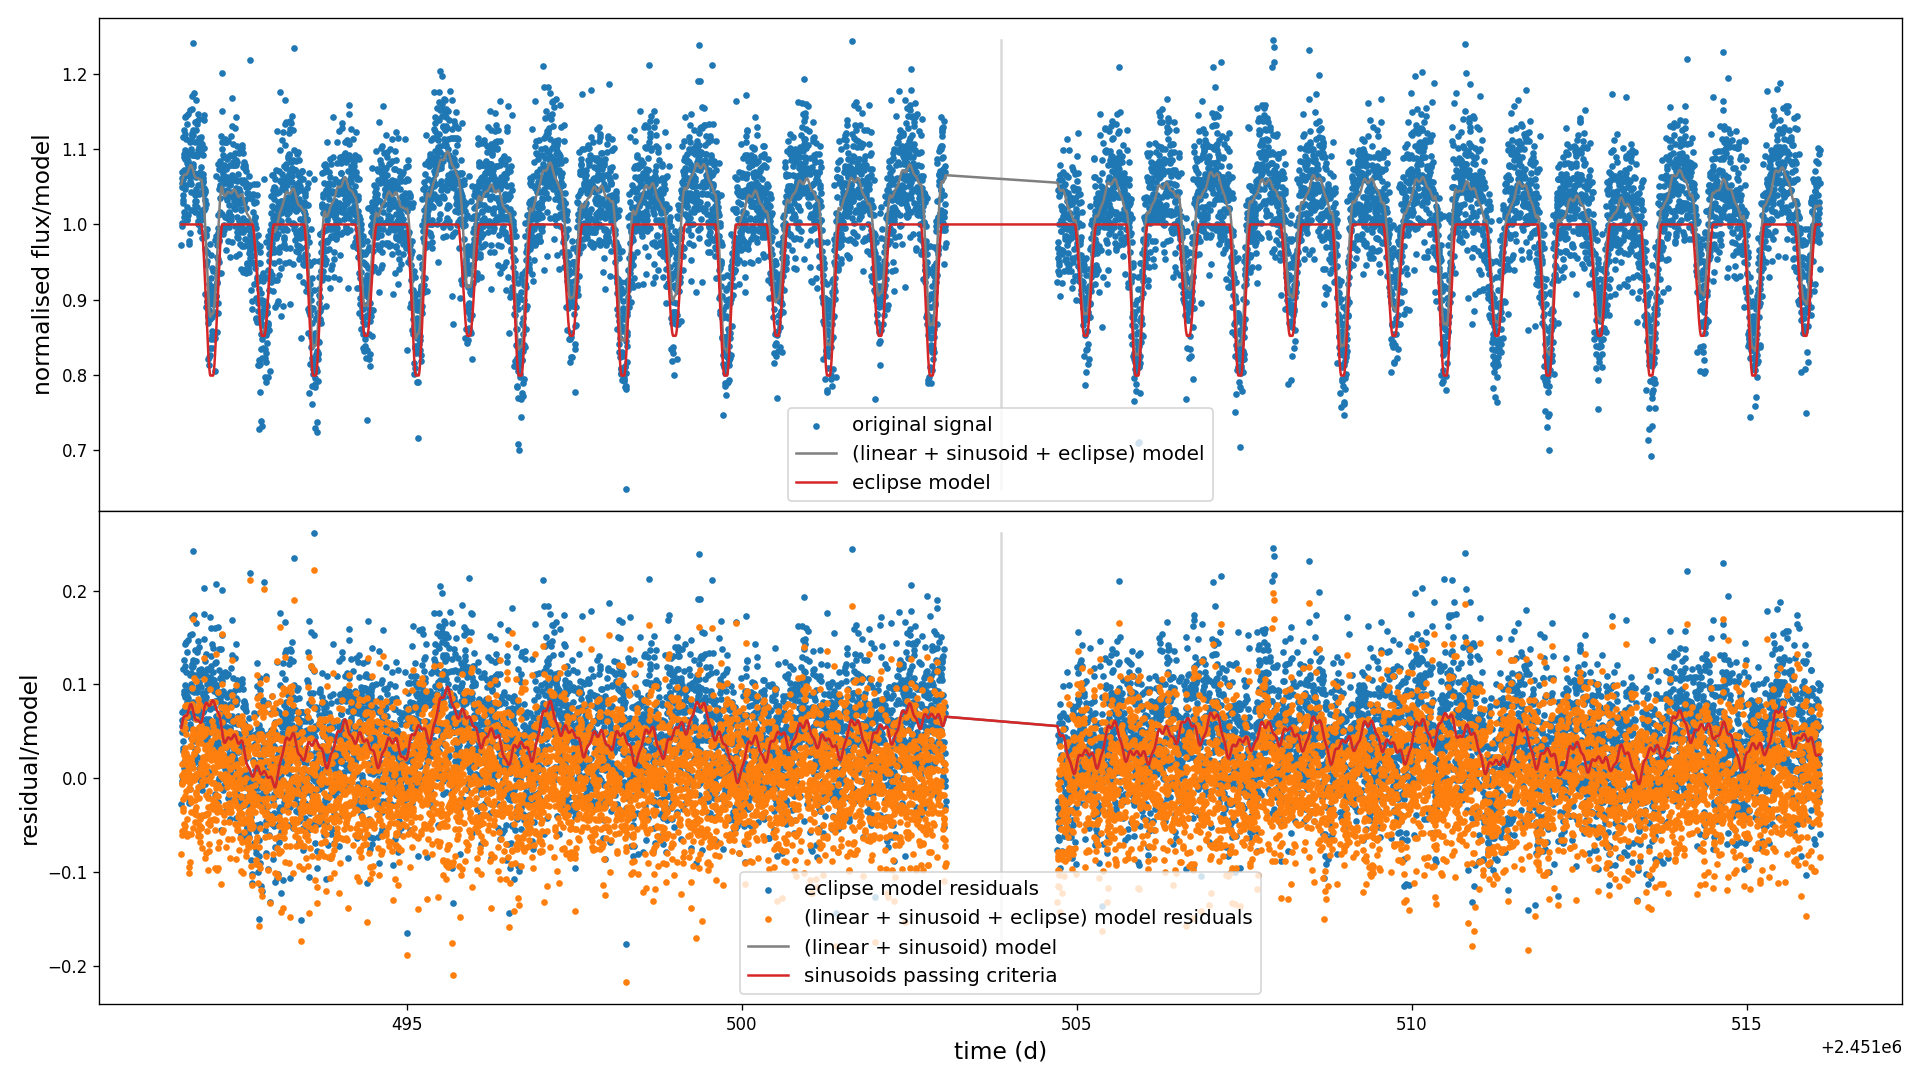 1.2
1.1
1.0
0.9
0.8
0.7
normalised flux/model
original signal
(linear + sinusoid + eclipse) model
eclipse model
0.2
0.1
0.0
−0.1
−0.2
residual/model
eclipse model residuals
(linear + sinusoid + eclipse) model residuals
(linear + sinusoid) model
sinusoids passing criteria
495 500 505 510 515
time (d)
+2.451e6